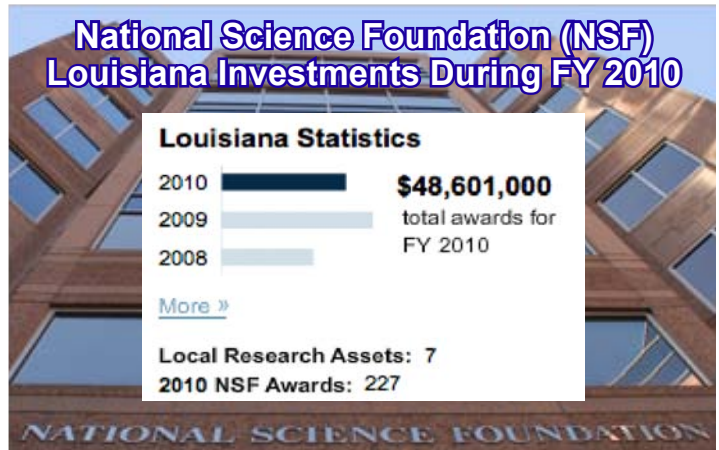 National Science Foundation (NSF)
Louisiana Investments During FY 2010
Louisiana Statistics
2010
$48,601,000
2009
total awards for
FY 2010
2008
More »
Local Research Assets: 7
2010 NSF Awards: 227
NATIONAL SCIENCE FOUNDATION